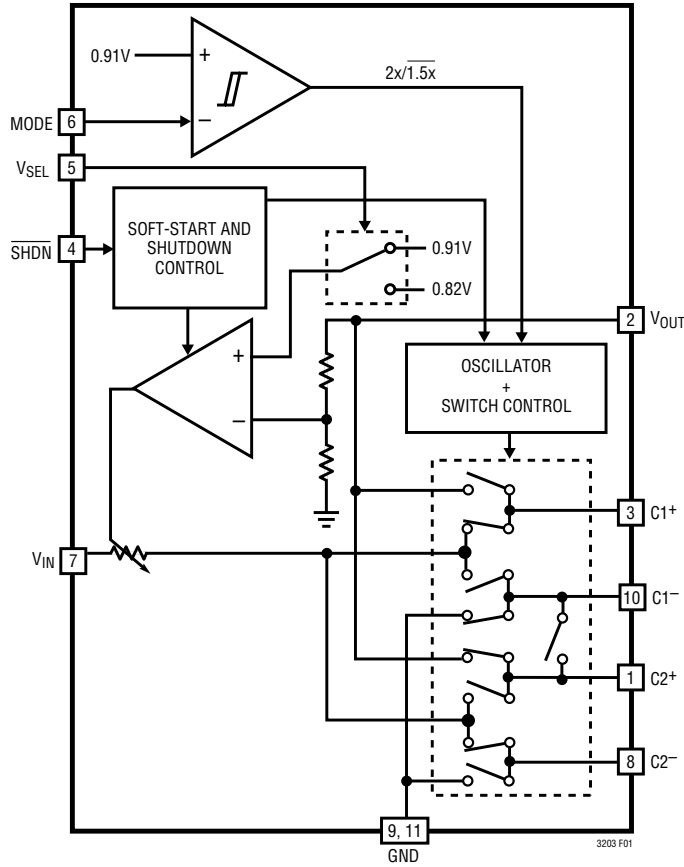 0.91V
+
–
2x/1.5x
MODE
6
VSEL
5
SHDN
4
SOFT-START AND
SHUTDOWN
CONTROL
0.91V
0.82V
2
VOUT
+
–
OSCILLATOR
+
SWITCH CONTROL
3
C1+
VIN
7
10
C1–
1
C2+
8
C2–
9, 11
GND
3203 F01